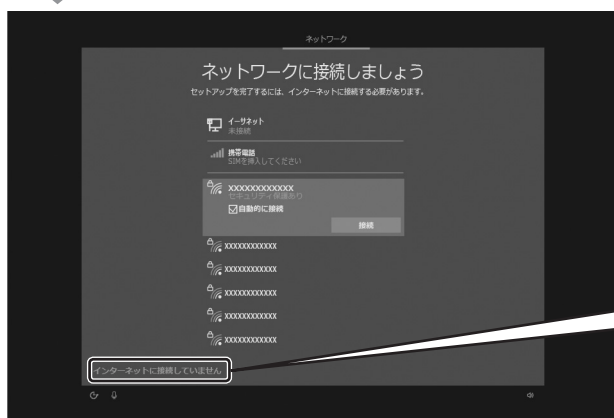 ネットワーク
ネットワークに接続しましょう
セットアップを完了するには、インターネットに接続する必要があります。
イーサネット
未接続
携帯電話
SIMを挿入してください
XXXXXXXXXXXX
セキュリティ保護あり
自動的に接続
接続
XXXXXXXXXXXX
XXXXXXXXXXXX
XXXXXXXXXXXX
XXXXXXXXXXXX
XXXXXXXXXXXX
インターネットに接続していません